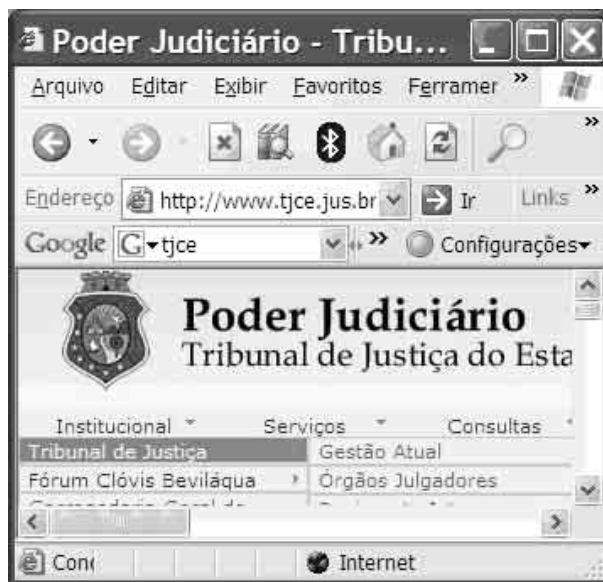 Poder Judiciário - Tribu...
Arquivo Editar Exibir Favoritos Ferramer »
»
Endereço http://www.tjce.jus.br Ir Links »
Google G tjce » Configurações
Poder Judiciário
Tribunal de Justiça do Esta
Institucional Serviços Consultas
Tribunal de Justiça Gestão Atual
Fórum Clóvis Beviláqua Órgãos Julgadores
Internet